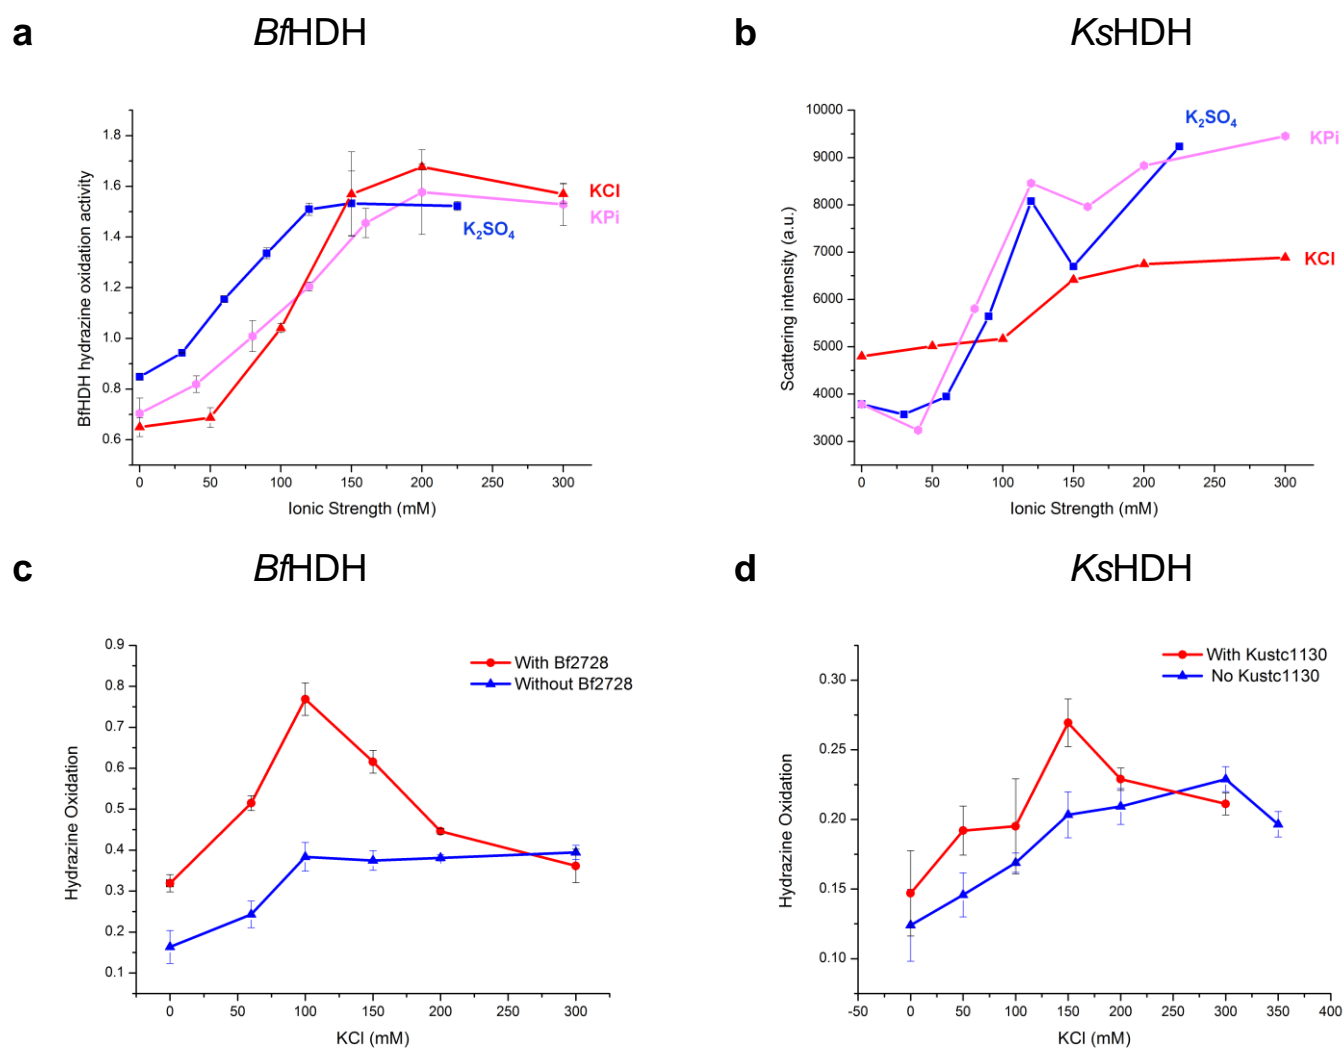 a
BfHDH
BfHDH hydrazine oxidation activity
1.8
1.6
1.4
1.2
1.0
0.8
0.6
0 50 100 150 200 250 300
Ionic Strength (mM)
KCl
KPi
K2SO4
b
KsHDH
Scattering intensity (a.u.)
10000
9000
8000
7000
6000
5000
4000
3000
0 50 100 150 200 250 300
Ionic Strength (mM)
K2SO4
KPi
KCl
c
BfHDH
Hydrazine Oxidation
0.9
0.8
0.7
0.6
0.5
0.4
0.3
0.2
0.1
0 50 100 150 200 250 300
KCl (mM)
With Bf2728
Without Bf2728
d
KsHDH
Hydrazine Oxidation
0.30
0.25
0.20
0.15
0.10
-50 0 50 100 150 200 250 300 350 400
KCl (mM)
With Kustc1130
No Kustc1130